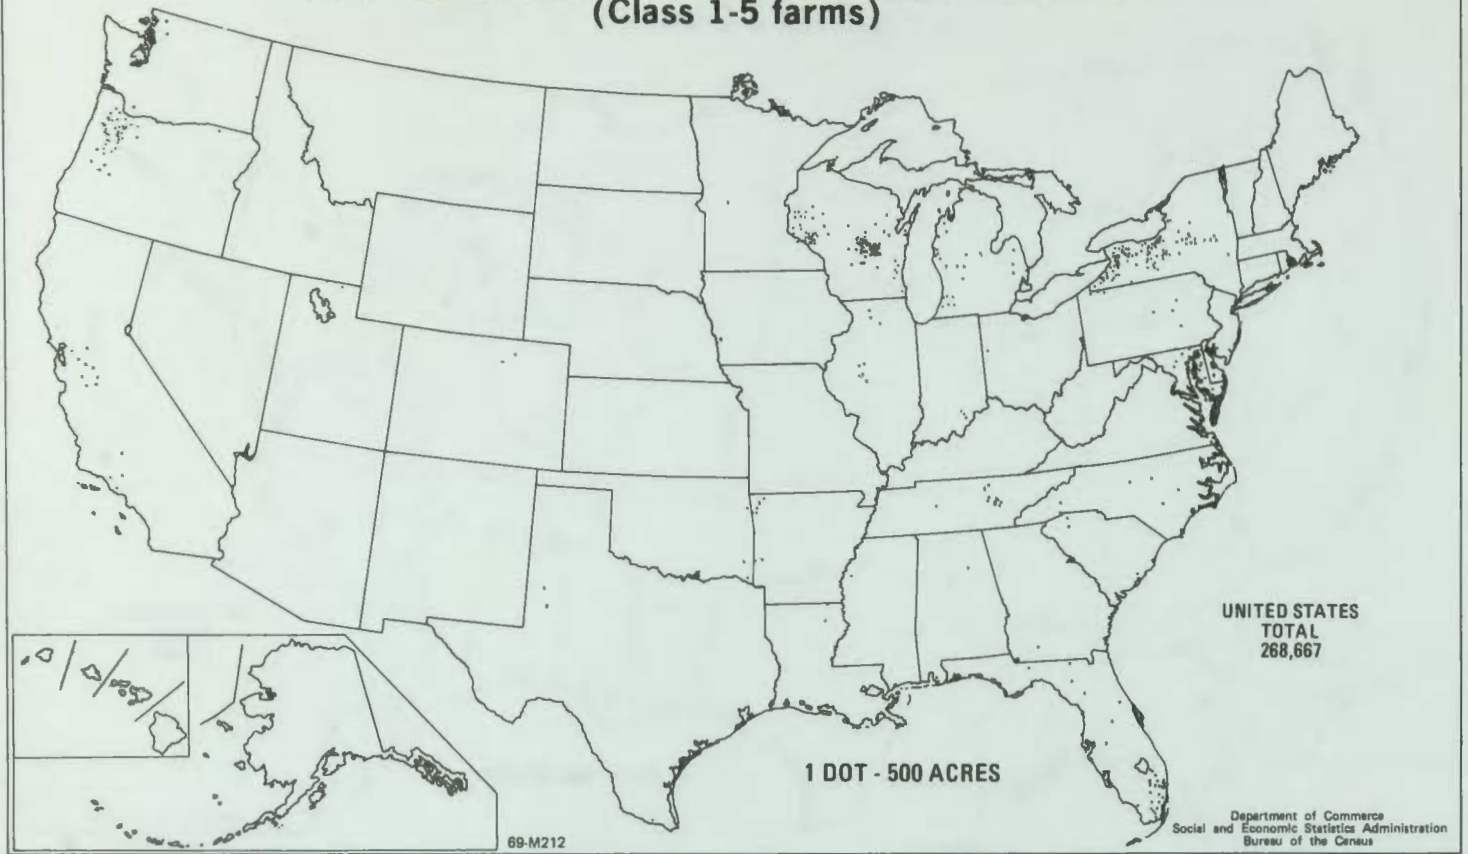 (Class 1-5 farms)
UNITED STATES
TOTAL
268,667
1 DOT - 500 ACRES
69-M212
Department of Commerce
Social and Economic Statistics Administration
Bureau of the Census